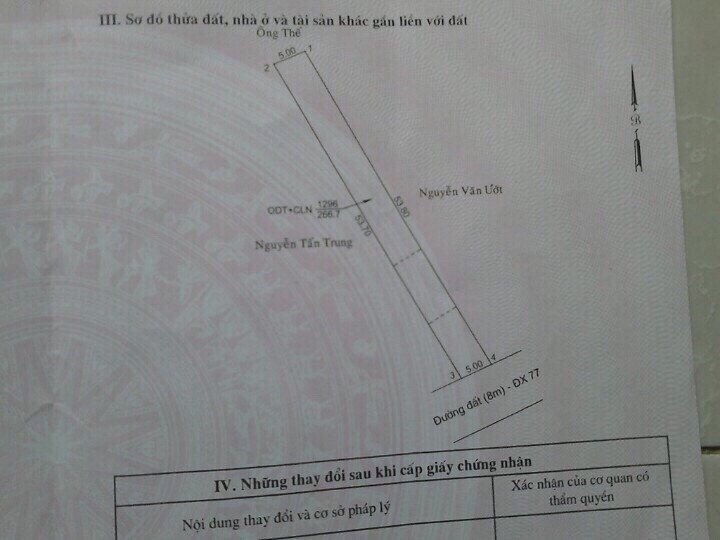 III. Sơ đồ thửa đất, nhà ở và tài sản khác gắn liền với đất
Ông Thế
5.00
1
2
B
Nguyễn Văn Ướt
ODT+CLN 1296
266.7
53.80
53.70
Nguyễn Tấn Trung
3
5.00
4
Đường đất (8m) - ĐX 77
IV. Những thay đổi sau khi cấp giấy chứng nhận
Nội dung thay đổi và cơ sở pháp lý
Xác nhận của cơ quan có
thẩm quyền